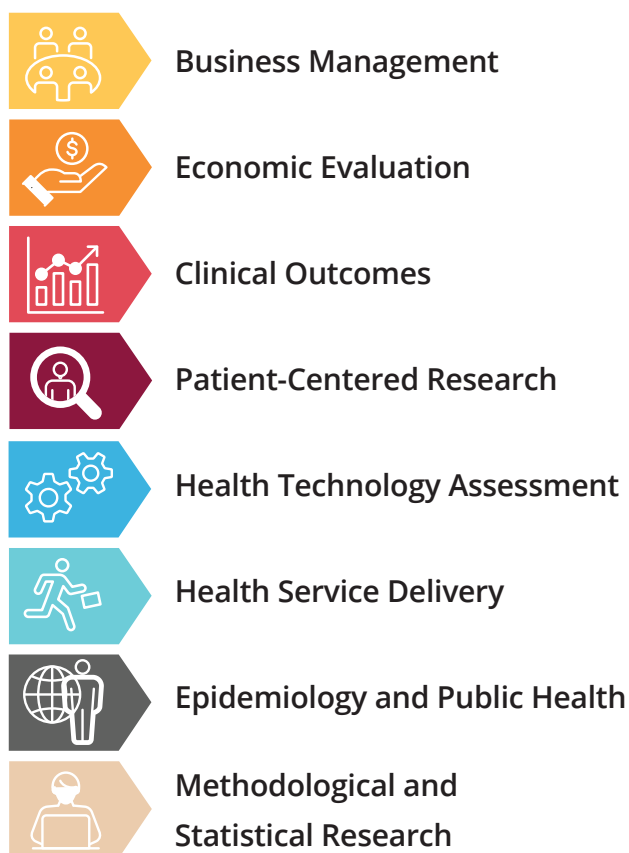 $
Business Management
Economic Evaluation
Clinical Outcomes
Patient-Centered Research
Health Technology Assessment
Health Service Delivery
Epidemiology and Public Health
Methodological and
Statistical Research